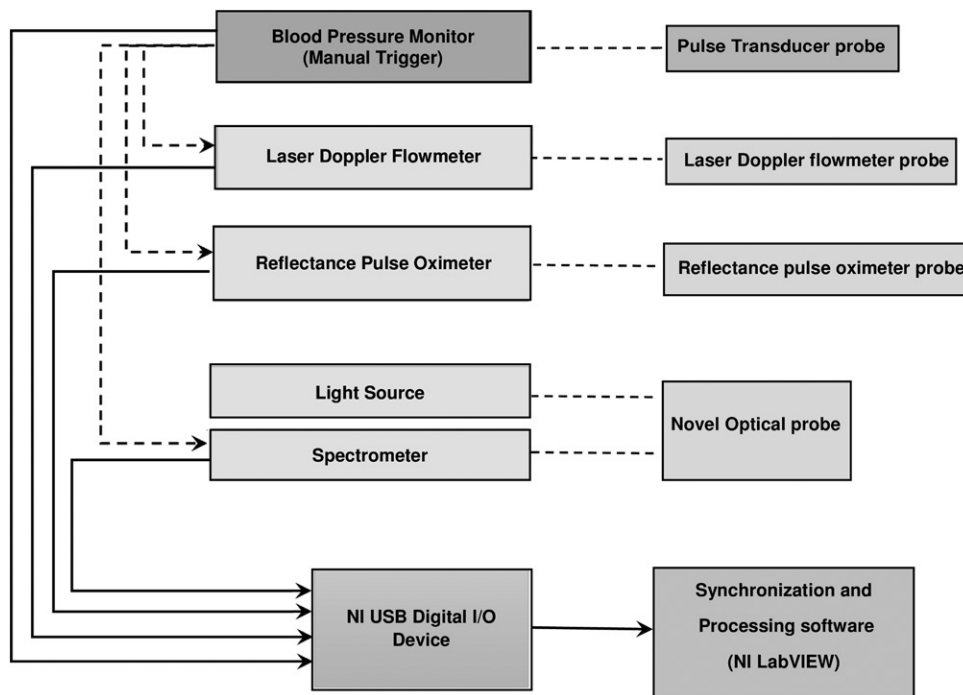 Blood Pressure Monitor
(Manual Trigger)
Pulse Transducer probe
Laser Doppler Flowmeter
Laser Doppler flowmeter probe
Reflectance Pulse Oximeter
Reflectance pulse oximeter probe
Light Source
Novel Optical probe
Spectrometer
NI USB Digital I/O
Device
Synchronization and
Processing software
(NI LabVIEW)